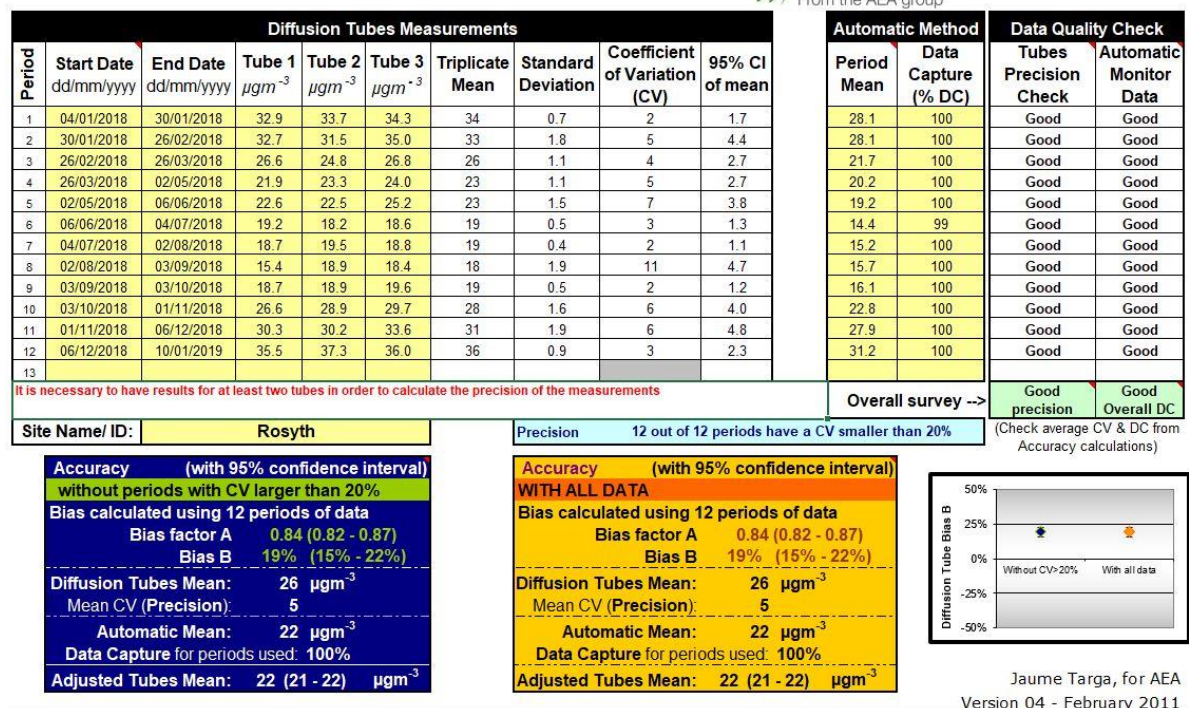 From the AEA group
Diffusion Tubes Measurements Automatic Method Data Quality Check
Period Start Date dd/mm/yyyy End Date dd/mm/yyyy Tube 1 µgm-3 Tube 2 µgm-3 Tube 3 µgm-3 Triplicate Mean Standard Deviation Coefficient of Variation (CV) 95% CI of mean Period Mean Data Capture (% DC) Tubes Precision Check Automatic Monitor Data
1 04/01/2018 30/01/2018 32.9 33.7 34.3 34 0.7 2 1.7 28.1 100 Good Good
2 30/01/2018 26/02/2018 32.7 31.5 35.0 33 1.8 5 4.4 28.1 100 Good Good
3 26/02/2018 26/03/2018 26.6 24.8 26.8 26 1.1 4 2.7 21.7 100 Good Good
4 26/03/2018 02/05/2018 21.9 23.3 24.0 23 1.1 5 2.7 20.2 100 Good Good
5 02/05/2018 06/06/2018 22.6 22.5 25.2 23 1.5 7 3.8 19.2 100 Good Good
6 06/06/2018 04/07/2018 19.2 18.2 18.6 19 0.5 3 1.3 14.4 99 Good Good
7 04/07/2018 02/08/2018 18.7 19.5 18.8 19 0.4 2 1.1 15.2 100 Good Good
8 02/08/2018 03/09/2018 15.4 18.9 18.4 18 1.9 11 4.7 15.7 100 Good Good
9 03/09/2018 03/10/2018 18.7 18.9 19.6 19 0.5 2 1.2 16.1 100 Good Good
10 03/10/2018 01/11/2018 26.6 28.9 29.7 28 1.6 6 4.0 22.8 100 Good Good
11 01/11/2018 06/12/2018 30.3 30.2 33.6 31 1.9 6 4.8 27.9 100 Good Good
12 06/12/2018 10/01/2019 35.5 37.3 36.0 36 0.9 3 2.3 31.2 100 Good Good
13
It is necessary to have results for at least two tubes in order to calculate the precision of the measurements
Overall survey --> Good precision Good Overall DC
Site Name/ ID: Rosyth
Precision 12 out of 12 periods have a CV smaller than 20%
(Check average CV & DC from
Accuracy calculations)
Accuracy (with 95% confidence interval)
without periods with CV larger than 20%
Bias calculated using 12 periods of data
Bias factor A 0.84 (0.82 - 0.87)
Bias B 19% (15% - 22%)
Diffusion Tubes Mean: 26 µgm-3
Mean CV (Precision): 5
Automatic Mean: 22 µgm-3
Data Capture for periods used: 100%
Adjusted Tubes Mean: 22 (21 - 22) µgm-3
Accuracy (with 95% confidence interval)
WITH ALL DATA
Bias calculated using 12 periods of data
Bias factor A 0.84 (0.82 - 0.87)
Bias B 19% (15% - 22%)
Diffusion Tubes Mean: 26 µgm-3
Mean CV (Precision): 5
Automatic Mean: 22 µgm-3
Data Capture for periods used: 100%
Adjusted Tubes Mean: 22 (21 - 22) µgm-3
Diffusion Tube Bias B
50%
25%
0%
-25%
-50%
Without CV>20% With all data
Jaume Targa, for AEA
Version 04 - February 2011